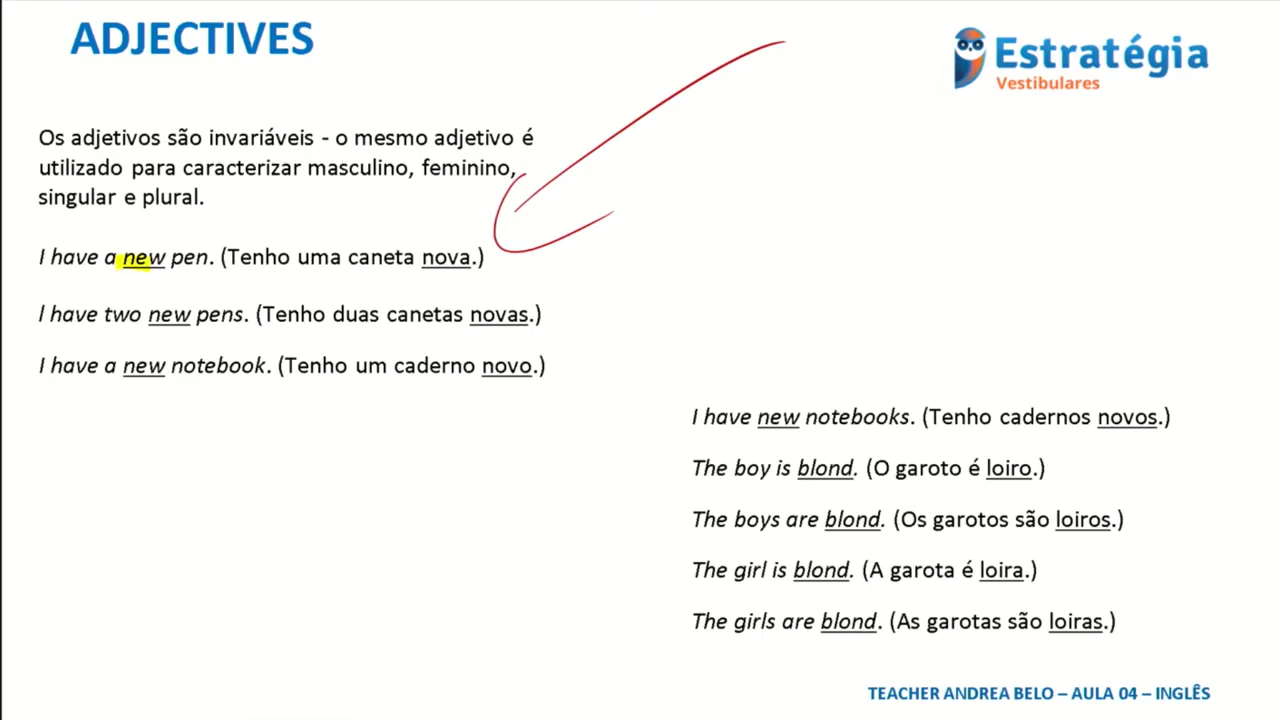 ADJECTIVES
Estratégia
Vestibulares
Os adjetivos são invariáveis - o mesmo adjetivo é
utilizado para caracterizar masculino, feminino,
singular e plural.
I have a new pen. (Tenho uma caneta nova.)
I have two new pens. (Tenho duas canetas novas.)
I have a new notebook. (Tenho um caderno novo.)
I have new notebooks. (Tenho cadernos novos.)
The boy is blond. (O garoto é loiro.)
The boys are blond. (Os garotos são loiros.)
The girl is blond. (A garota é loira.)
The girls are blond. (As garotas são loiras.)
TEACHER ANDREA BELO – AULA 04 – INGLÊS